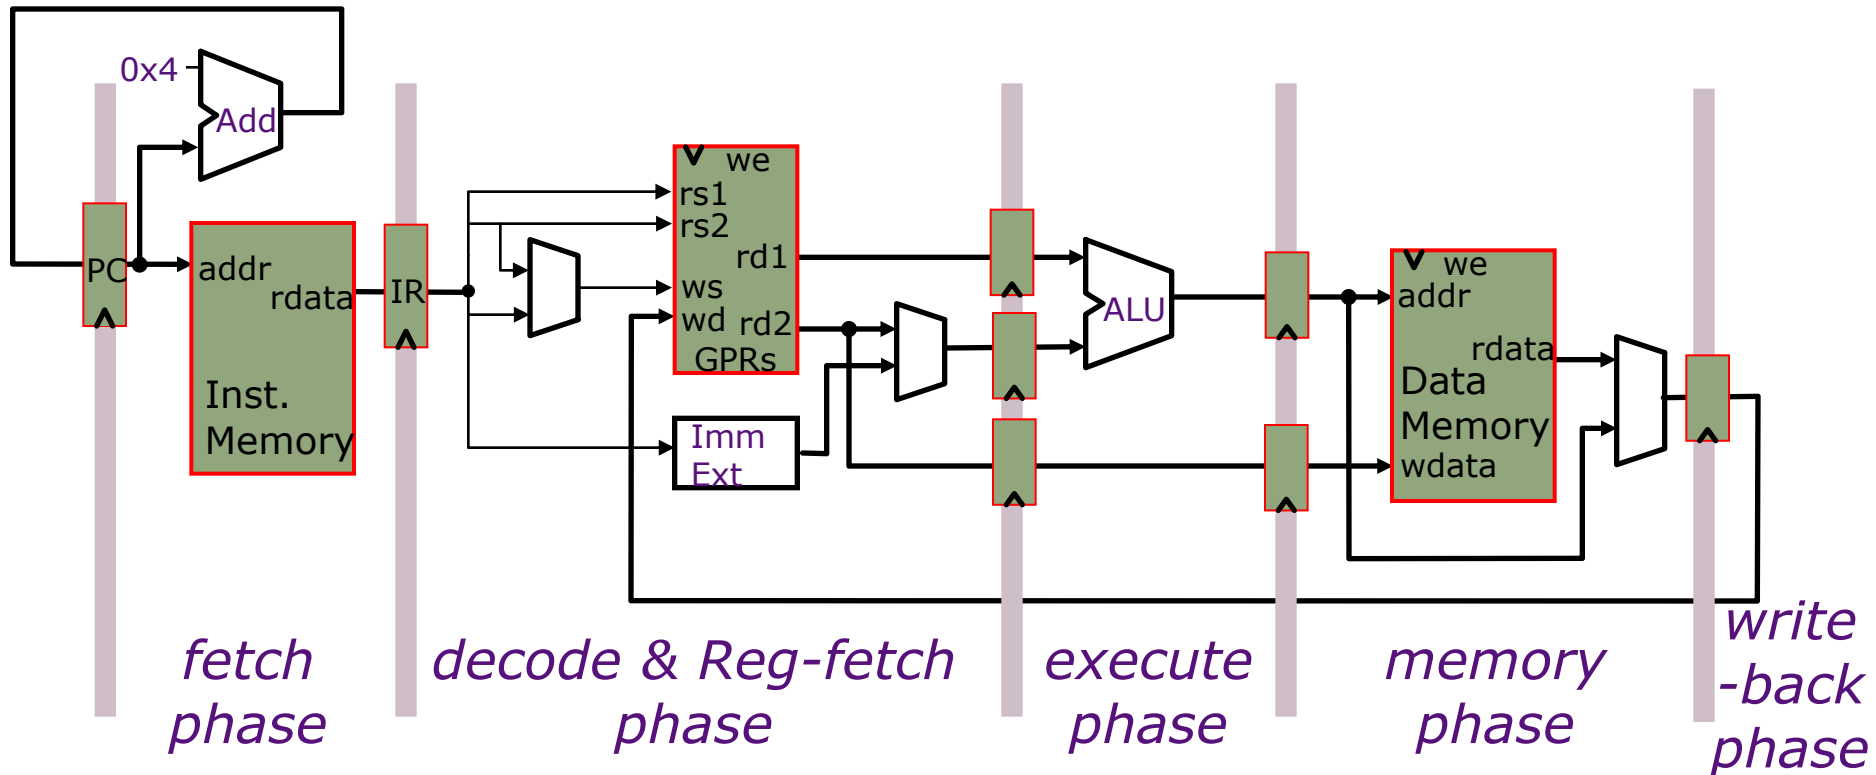 0x4
Add
PC
addr
rdata
Inst.
Memory
IR
we
rs1
rs2
rd1
ws
wd
rd2
GPRs
Imm
Ext
ALU
we
addr
rdata
Data
Memory
wdata
fetch
phase
decode & Reg-fetch
phase
execute
phase
memory
phase
write
-back
phase